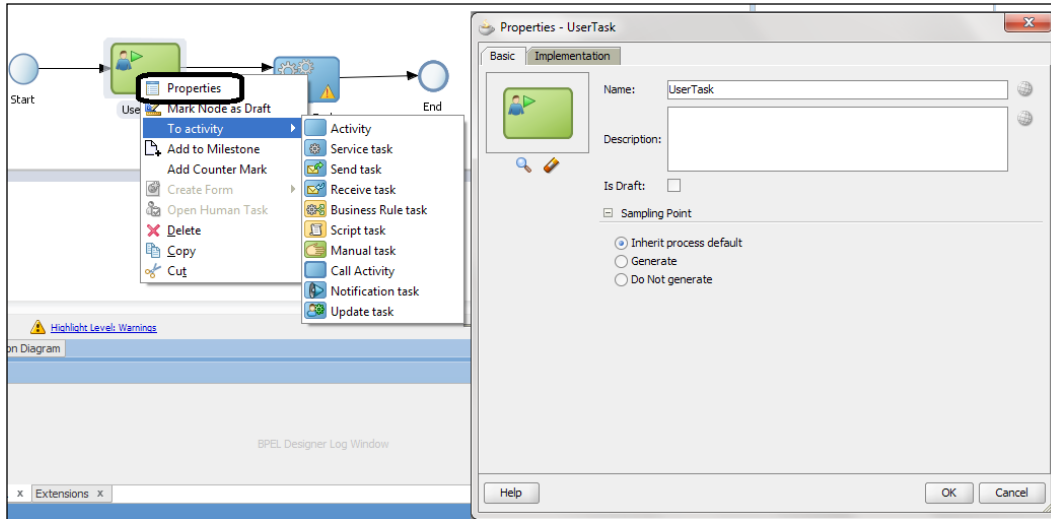 Start
Use
End
Properties
Mark Node as Draft
To activity
Add to Milestone
Add Counter Mark
Create Form
Open Human Task
Delete
Copy
Cut
Activity
Service task
Send task
Receive task
Business Rule task
Script task
Manual task
Call Activity
Notification task
Update task
Highlight Level: Warnings
on Diagram
BPEL Designer Log Window
x Extensions x
Properties - UserTask
Basic Implementation
Name: UserTask
Description:
Is Draft:
Sampling Point
Inherit process default
Generate
Do Not generate
Help OK Cancel